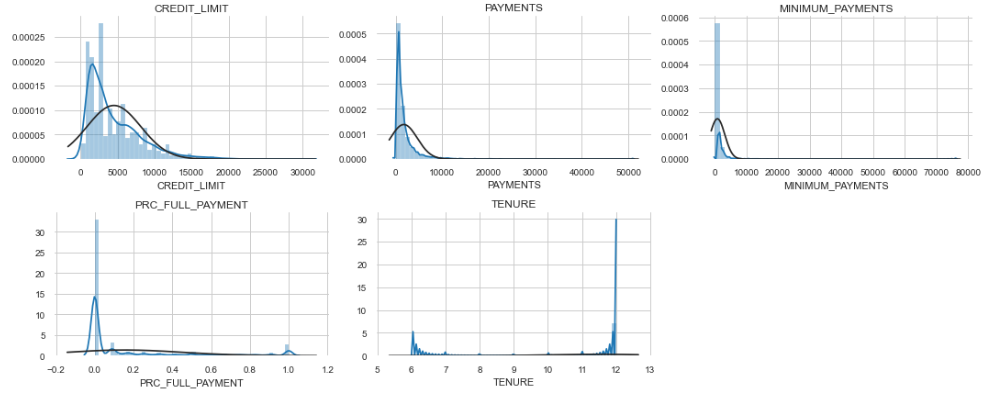 CREDIT_LIMIT
0.00025
0.00020
0.00015
0.00010
0.00005
0.00000
0 5000 10000 15000 20000 25000 30000
CREDIT_LIMIT
PAYMENTS
0.0005
0.0004
0.0003
0.0002
0.0001
0.0000
0 10000 20000 30000 40000 50000
PAYMENTS
MINIMUM_PAYMENTS
0.0006
0.0005
0.0004
0.0003
0.0002
0.0001
0.0000
0 10000 20000 30000 40000 50000 60000 70000 80000
MINIMUM_PAYMENTS
PRC_FULL_PAYMENT
30
25
20
15
10
5
0
−0.2 0.0 0.2 0.4 0.6 0.8 1.0 1.2
PRC_FULL_PAYMENT
TENURE
30
25
20
15
10
5
0
5 6 7 8 9 10 11 12 13
TENURE